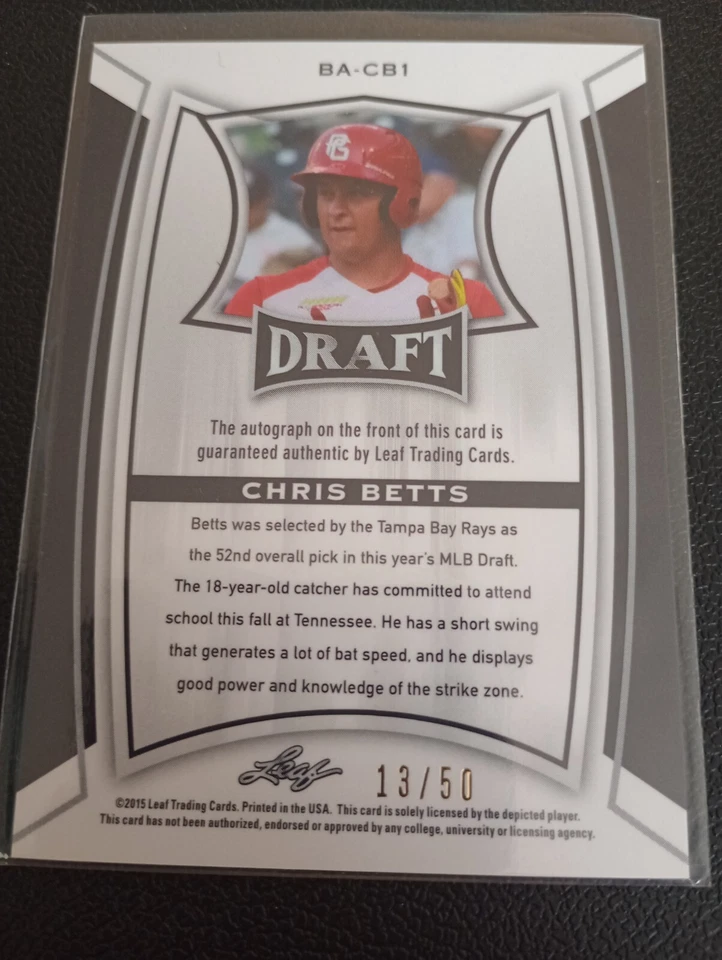 BA-CB1
PG
DRAFT
The autograph on the front of this card is
guaranteed authentic by Leaf Trading Cards.
CHRIS BETTS
Betts was selected by the Tampa Bay Rays as
the 52nd overall pick in this year's MLB Draft.
The 18-year-old catcher has committed to attend
school this fall at Tennessee. He has a short swing
that generates a lot of bat speed, and he displays
good power and knowledge of the strike zone.
Leaf 13/50
©2015 Leaf Trading Cards. Printed in the USA. This card is solely licensed by the depicted player.
This card has not been authorized, endorsed or approved by any college, university or licensing agency.